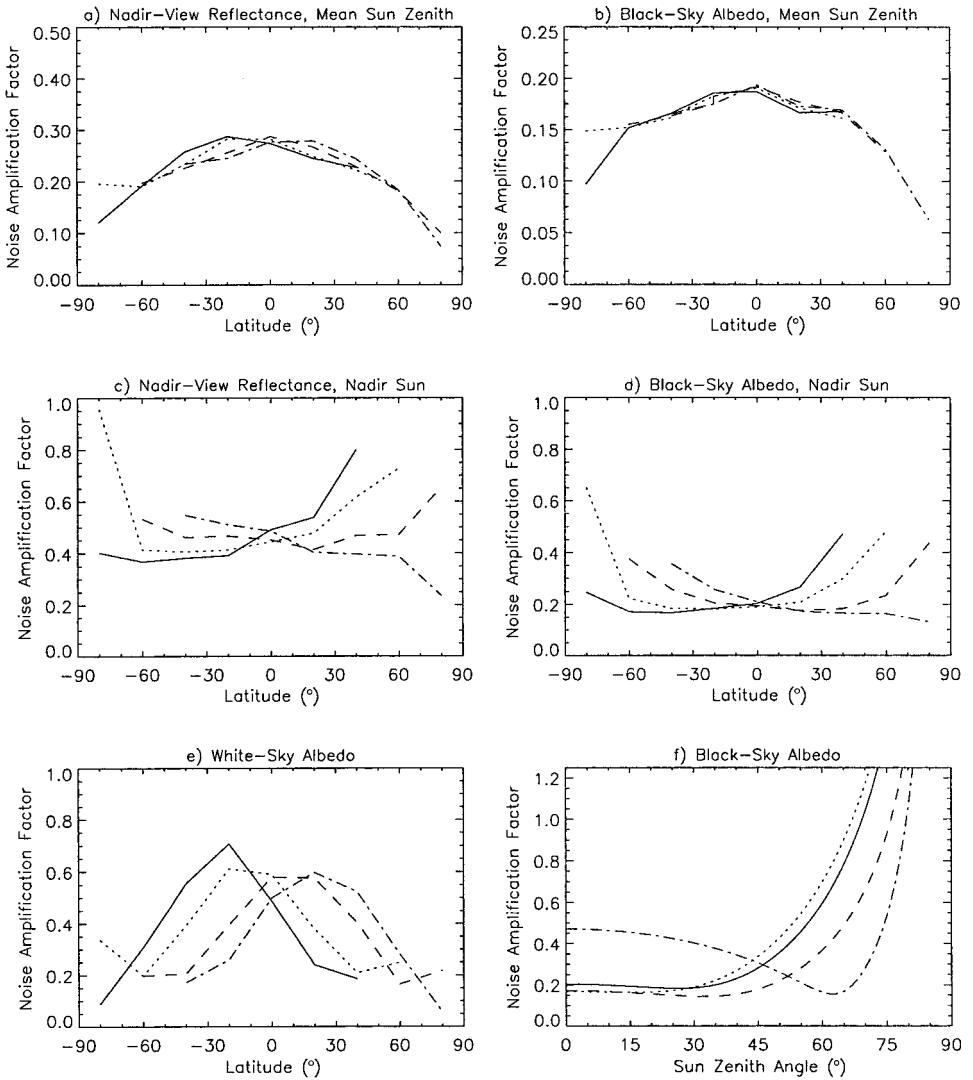 a) Nadir-View Reflectance, Mean Sun Zenith
Noise Amplification Factor
0.50
0.40
0.30
0.20
0.10
0.00
-90 -60 -30 0 30 60 90
Latitude (°)
b) Black-Sky Albedo, Mean Sun Zenith
Noise Amplification Factor
0.25
0.20
0.15
0.10
0.05
0.00
-90 -60 -30 0 30 60 90
Latitude (°)
c) Nadir-View Reflectance, Nadir Sun
Noise Amplification Factor
1.0
0.8
0.6
0.4
0.2
0.0
-90 -60 -30 0 30 60 90
Latitude (°)
d) Black-Sky Albedo, Nadir Sun
Noise Amplification Factor
1.0
0.8
0.6
0.4
0.2
0.0
-90 -60 -30 0 30 60 90
Latitude (°)
e) White-Sky Albedo
Noise Amplification Factor
1.0
0.8
0.6
0.4
0.2
0.0
-90 -60 -30 0 30 60 90
Latitude (°)
f) Black-Sky Albedo
Noise Amplification Factor
1.2
1.0
0.8
0.6
0.4
0.2
0.0
0 15 30 45 60 75 90
Sun Zenith Angle (°)